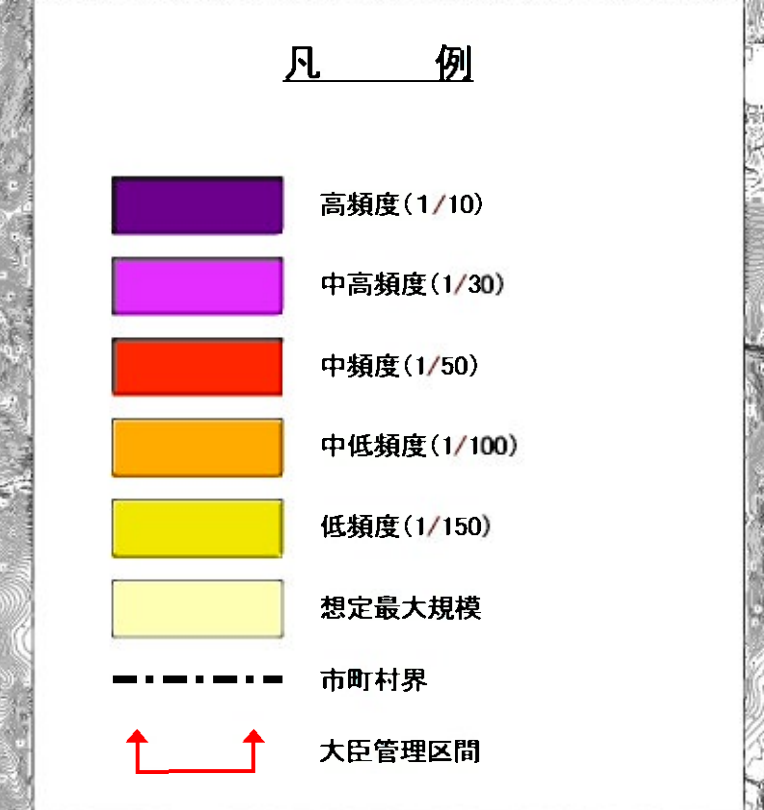 凡 例
高頻度(1/10)
中高頻度(1/30)
中頻度(1/50)
中低頻度(1/100)
低頻度(1/150)
想定最大規模
市町村界
大臣管理区間